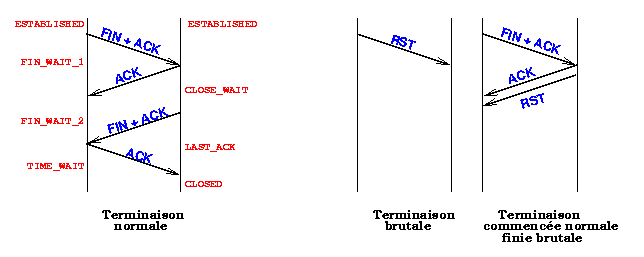 ESTABLISHED
ESTABLISHED
FIN + ACK
FIN_WAIT_1
ACK
CLOSE_WAIT
FIN + ACK
FIN_WAIT_2
LAST_ACK
ACK
TIME_WAIT
CLOSED
Terminaison
normale
RST
Terminaison
brutale
FIN + ACK
ACK
RST
Terminaison
commencée normale
finie brutale